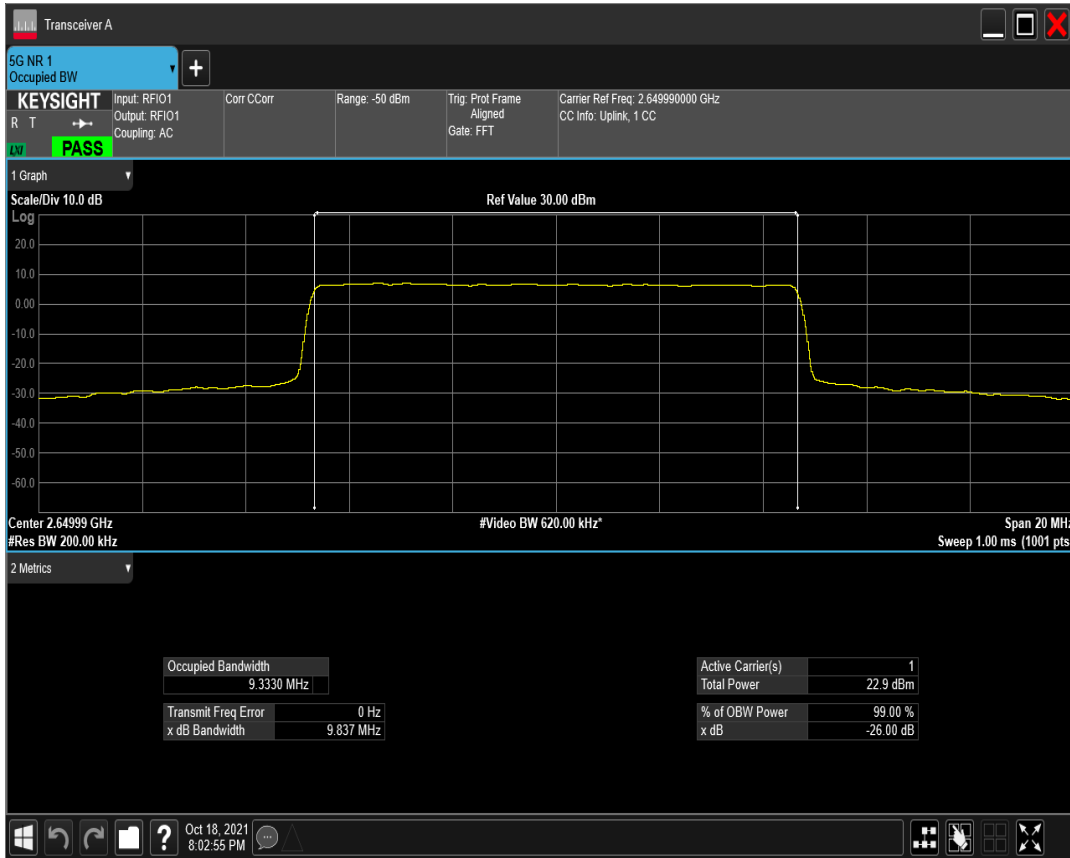 Transceiver A
5G NR 1
Occupied BW
KEYSIGHT
R T
LXI
PASS
Input: RFIO1
Output: RFIO1
Coupling: AC
Corr CCorr
Range: -50 dBm
Trig: Prot Frame
Aligned
Gate: FFT
Carrier Ref Freq: 2.649990000 GHz
CC Info: Uplink, 1 CC
1 Graph
Scale/Div 10.0 dB
Ref Value 30.00 dBm
Log
20.0
10.0
0.00
-10.0
-20.0
-30.0
-40.0
-50.0
-60.0
Center 2.64999 GHz
#Video BW 620.00 kHz*
Span 20 MHz
#Res BW 200.00 kHz
Sweep 1.00 ms (1001 pts
2 Metrics
Occupied Bandwidth
9.3330 MHz
Transmit Freq Error 0 Hz
x dB Bandwidth 9.837 MHz
Active Carrier(s) 1
Total Power 22.9 dBm
% of OBW Power 99.00 %
x dB -26.00 dB
?
Oct 18, 2021
8:02:55 PM